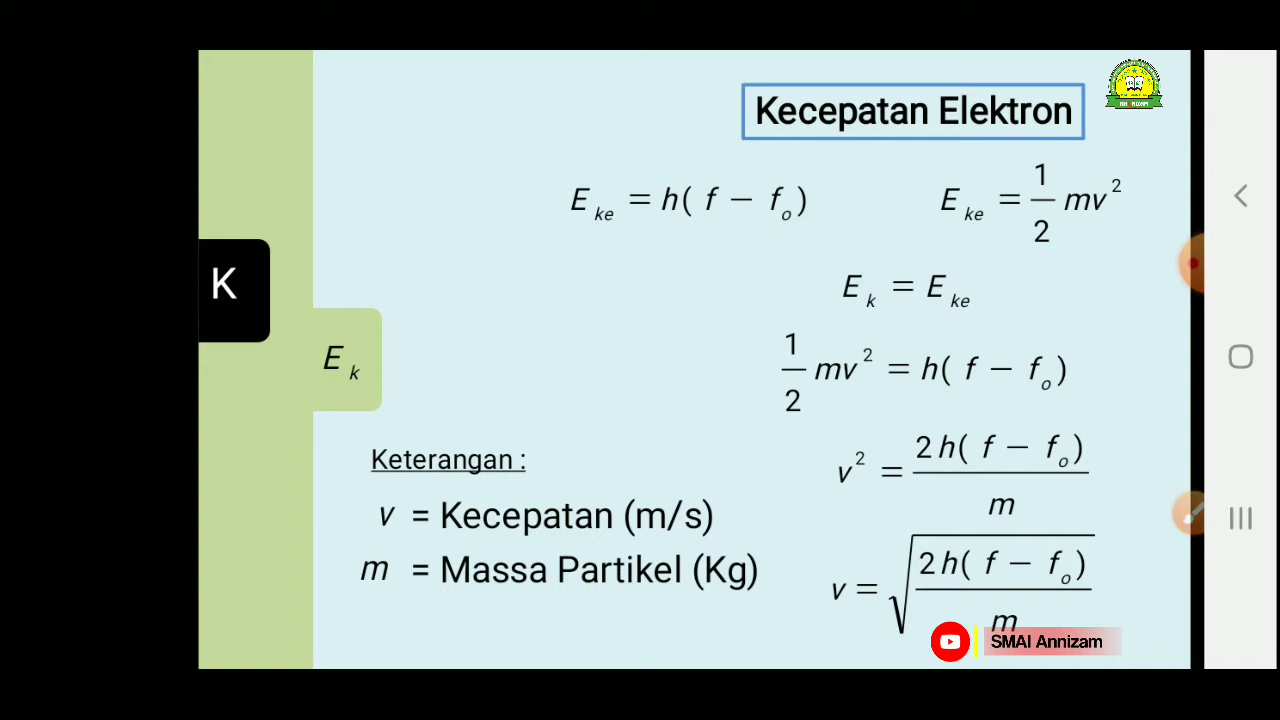 Kecepatan Elektron
E_ke = h( f − f_o )
E_ke = 1/2 mv²
E_k = E_ke
K
E_k
1/2 mv² = h( f − f_o )
Keterangan :
v² = 2h( f − f_o ) / m
v = Kecepatan (m/s)
m = Massa Partikel (Kg)
v = √(2h( f − f_o ) / m)
SMAI Annizam